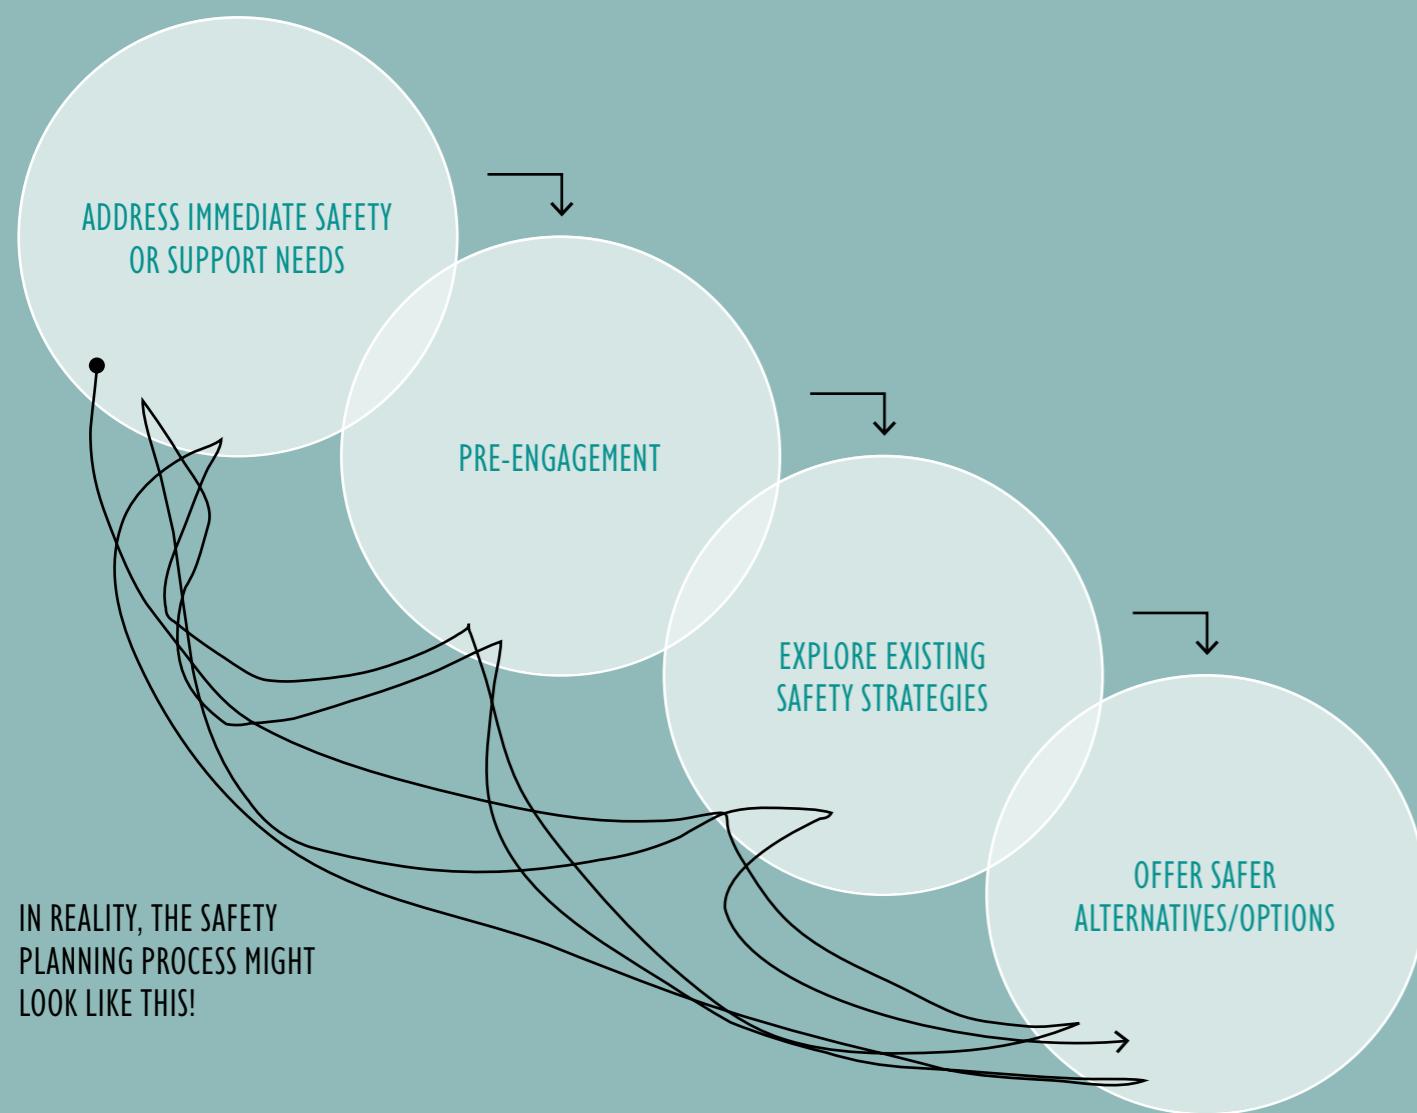 ADDRESS IMMEDIATE SAFETY
OR SUPPORT NEEDS
PRE-ENGAGEMENT
EXPLORE EXISTING
SAFETY STRATEGIES
OFFER SAFER
ALTERNATIVES/OPTIONS
IN REALITY, THE SAFETY
PLANNING PROCESS MIGHT
LOOK LIKE THIS!